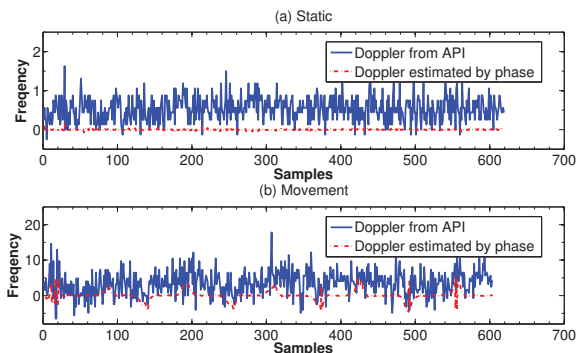 (a) Static
Freqency
2
1
0
Doppler from API
Doppler estimated by phase
0 100 200 300 400 500 600 700
Samples
(b) Movement
Freqency
20
10
0
Doppler from API
Doppler estimated by phase
0 100 200 300 400 500 600 700
Samples